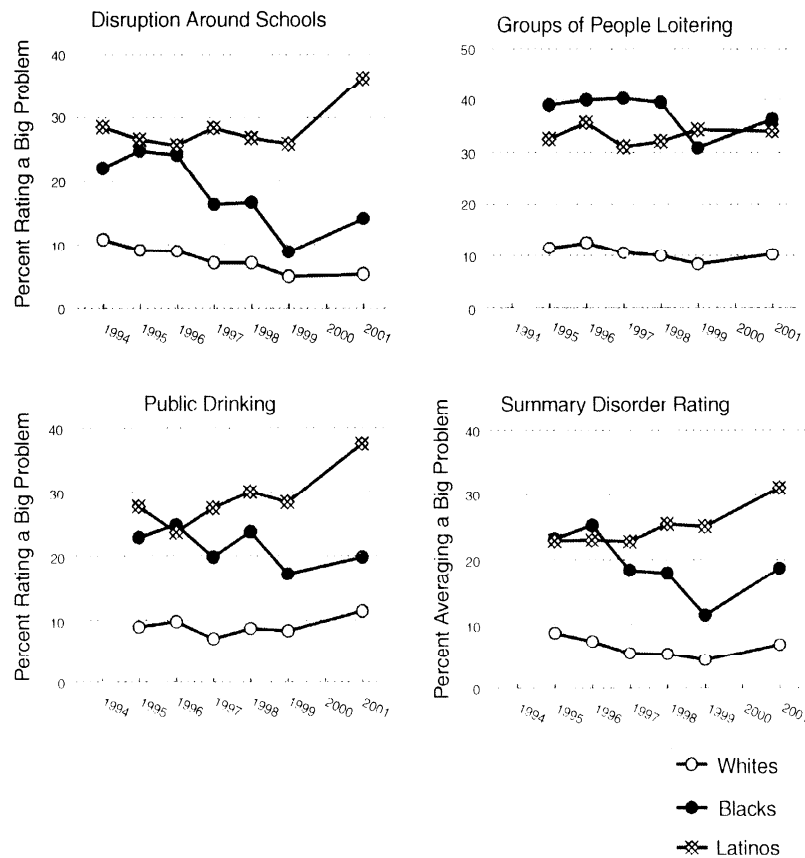 Disruption Around Schools
Percent Rating a Big Problem
40
30
20
10
0
1994 1995 1996 1997 1998 1999 2000 2001
Groups of People Loitering
50
40
30
20
10
0
1994 1995 1996 1997 1998 1999 2000 2001
Public Drinking
Percent Rating a Big Problem
40
30
20
10
0
1994 1995 1996 1997 1998 1999 2000 2001
Summary Disorder Rating
Percent Averaging a Big Problem
40
30
20
10
0
1994 1995 1996 1997 1998 1999 2000 2001
Whites
Blacks
Latinos